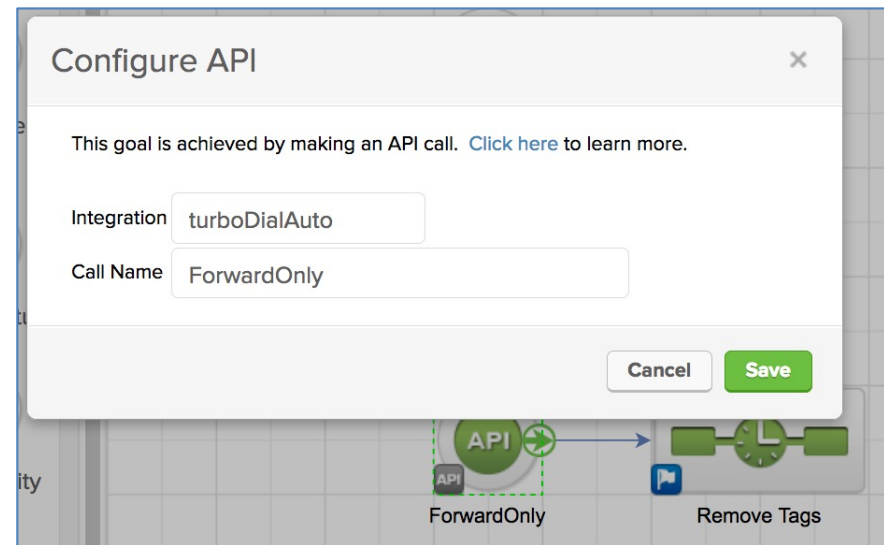 Configure API
×
This goal is achieved by making an API call. Click here to learn more.
Integration turboDialAuto
Call Name ForwardOnly
Cancel Save
API
API
ity
ForwardOnly Remove Tags